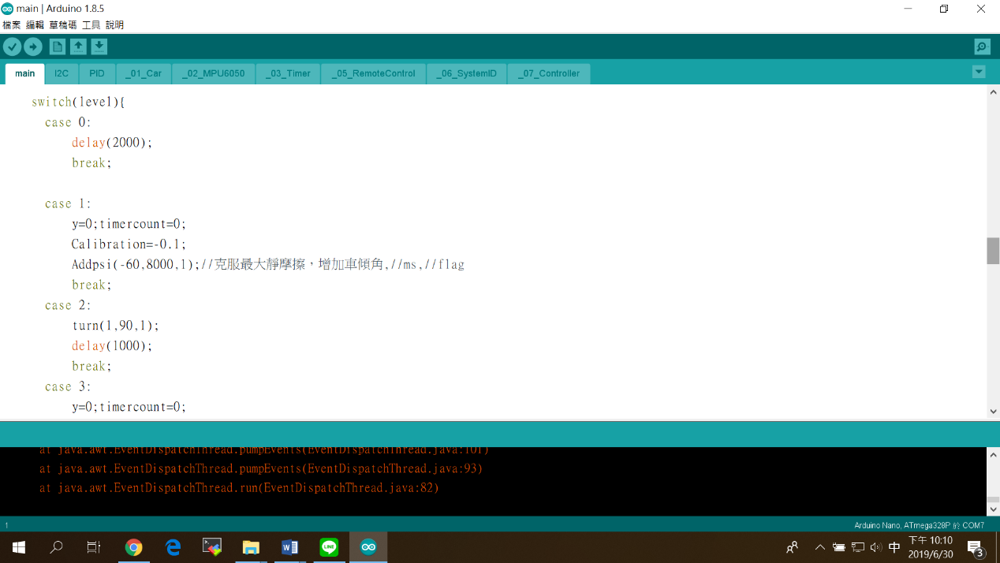 main | Arduino 1.8.5
檔案 編輯 草稿碼 工具 說明
main I2C PID _01_Car _02_MPU6050 _03_Timer _05_RemoteControl _06_SystemID _07_Controller
switch(level){
case 0:
delay(2000);
break;
case 1:
y=0;timercount=0;
Calibration=-0.1;
Addpsi(-60,8000,1);//克服最大靜摩擦，增加車傾角,//ms,//flag
break;
case 2:
turn(1,90,1);
delay(1000);
break;
case 3:
y=0;timercount=0;
at java.awt.EventDispatchThread.pumpEvents(EventDispatchThread.java:101)
at java.awt.EventDispatchThread.pumpEvents(EventDispatchThread.java:93)
at java.awt.EventDispatchThread.run(EventDispatchThread.java:82)
1 Arduino Nano, ATmega328P 於 COM7
LINE
中
下午 10:10
2019/6/30
3